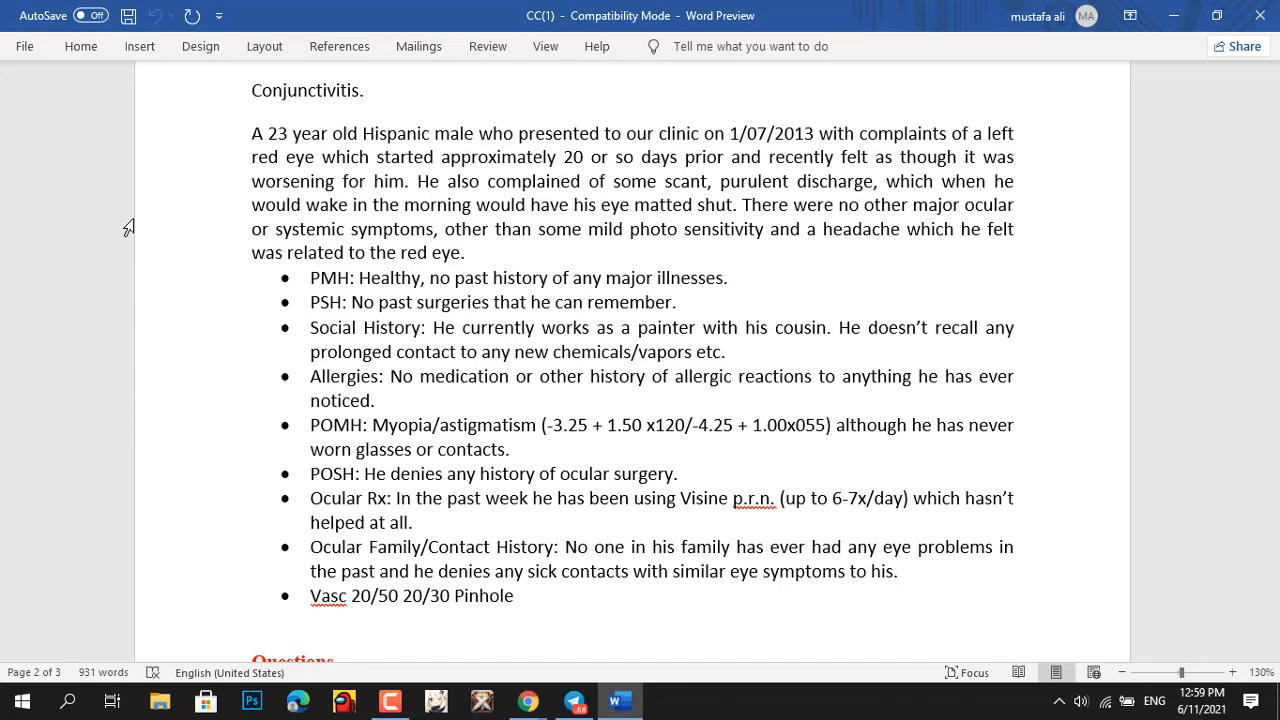 AutoSave Off CC(1) - Compatibility Mode - Word Preview mustafa ali MA
File Home Insert Design Layout References Mailings Review View Help Tell me what you want to do Share
Conjunctivitis.
A 23 year old Hispanic male who presented to our clinic on 1/07/2013 with complaints of a left
red eye which started approximately 20 or so days prior and recently felt as though it was
worsening for him. He also complained of some scant, purulent discharge, which when he
would wake in the morning would have his eye matted shut. There were no other major ocular
or systemic symptoms, other than some mild photo sensitivity and a headache which he felt
was related to the red eye.
• PMH: Healthy, no past history of any major illnesses.
• PSH: No past surgeries that he can remember.
• Social History: He currently works as a painter with his cousin. He doesn’t recall any
prolonged contact to any new chemicals/vapors etc.
• Allergies: No medication or other history of allergic reactions to anything he has ever
noticed.
• POMH: Myopia/astigmatism (-3.25 + 1.50 x120/-4.25 + 1.00x055) although he has never
worn glasses or contacts.
• POSH: He denies any history of ocular surgery.
• Ocular Rx: In the past week he has been using Visine p.r.n. (up to 6-7x/day) which hasn’t
helped at all.
• Ocular Family/Contact History: No one in his family has ever had any eye problems in
the past and he denies any sick contacts with similar eye symptoms to his.
• Vasc 20/50 20/30 Pinhole
Questions
Page 2 of 3 931 words English (United States) Focus 130%
Ps .68 W ENG 12:59 PM
6/11/2021